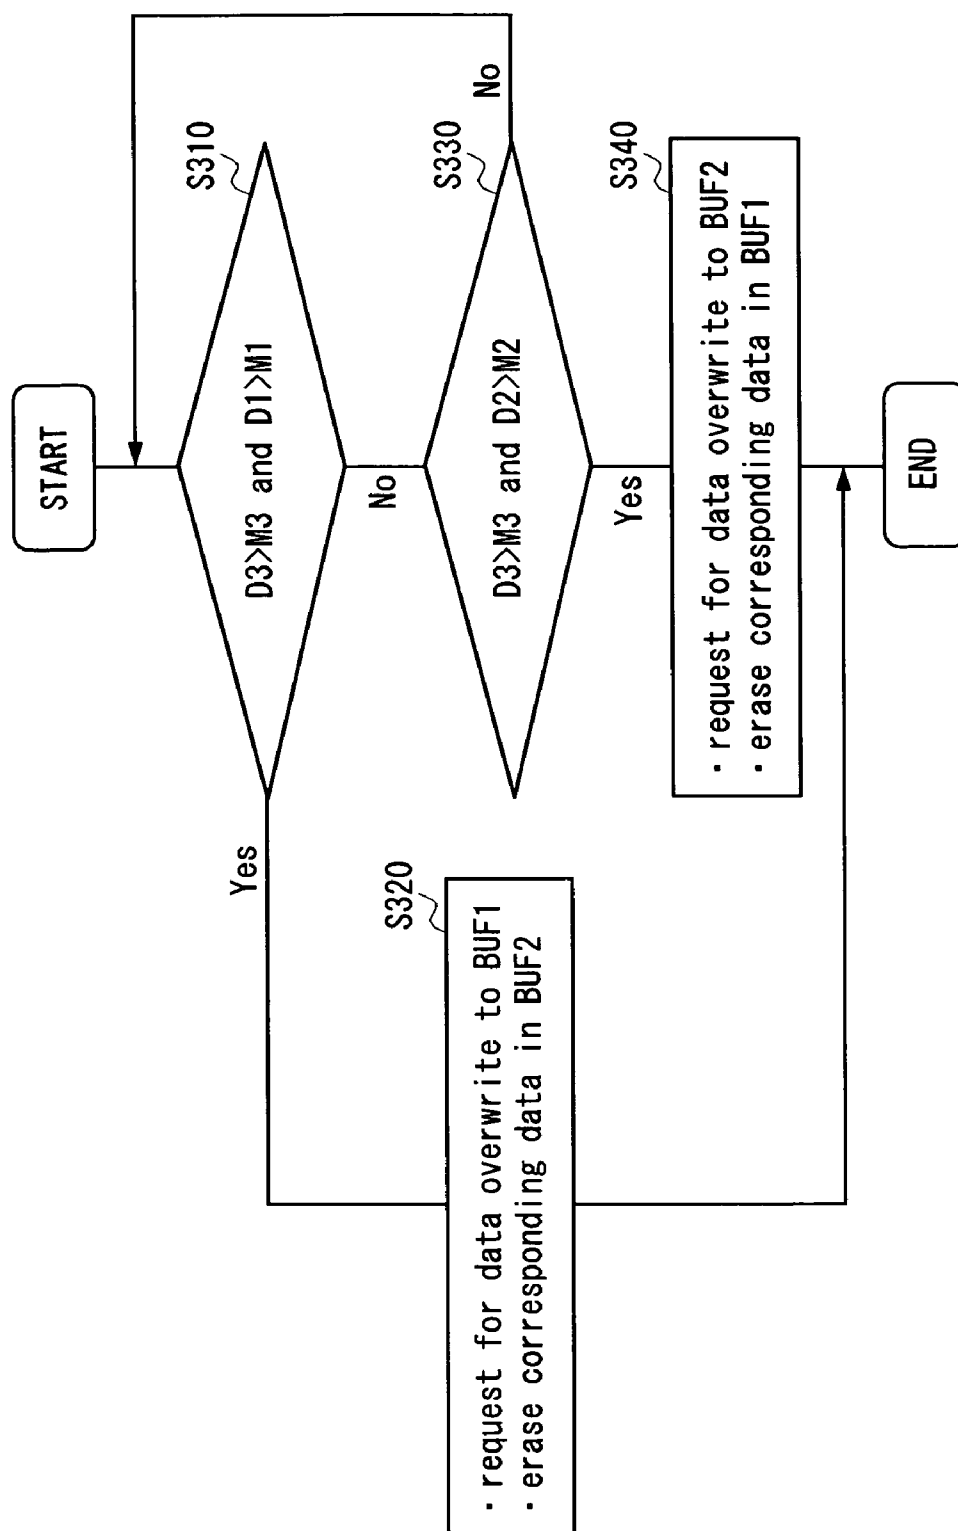 START
S310
D3>M3 and D1>M1
Yes
No
S330
D3>M3 and D2>M2
No
Yes
S320
・request for data overwrite to BUF1
・erase corresponding data in BUF2
S340
・request for data overwrite to BUF2
・erase corresponding data in BUF1
END